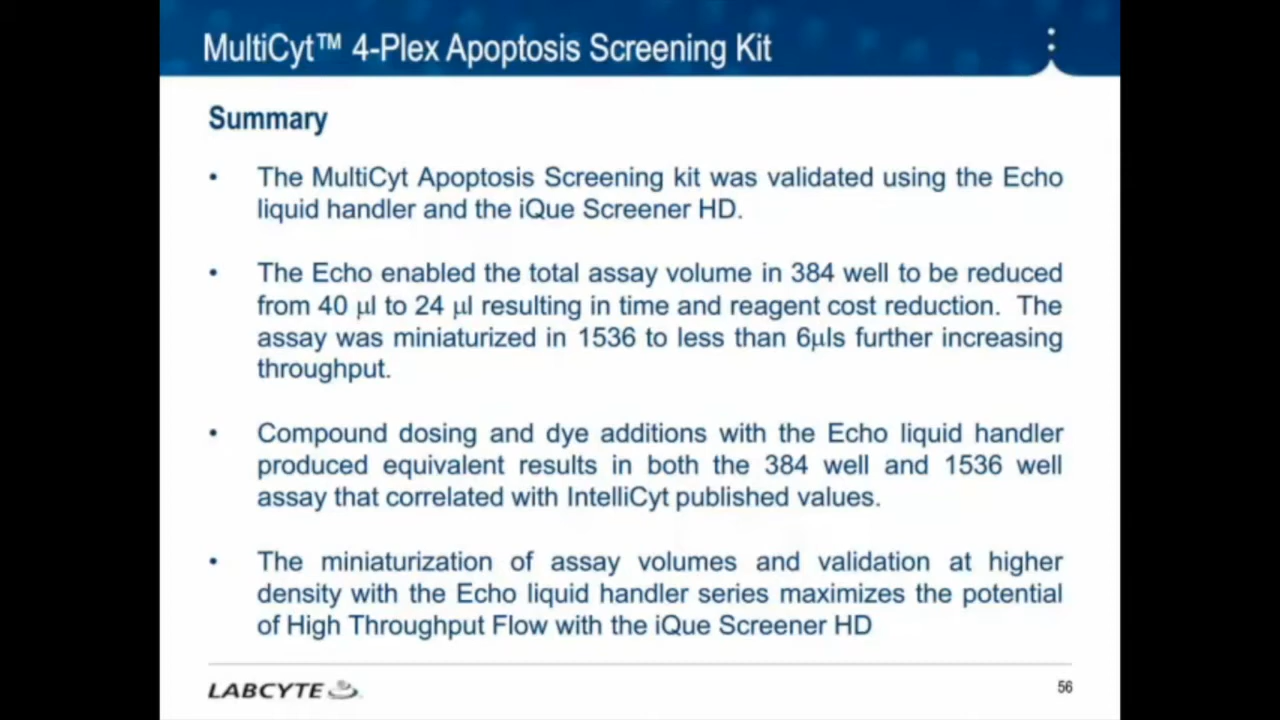 MultiCyt™ 4-Plex Apoptosis Screening Kit
Summary
• The MultiCyt Apoptosis Screening kit was validated using the Echo
liquid handler and the iQue Screener HD.
• The Echo enabled the total assay volume in 384 well to be reduced
from 40 µl to 24 µl resulting in time and reagent cost reduction. The
assay was miniaturized in 1536 to less than 6µls further increasing
throughput.
• Compound dosing and dye additions with the Echo liquid handler
produced equivalent results in both the 384 well and 1536 well
assay that correlated with IntelliCyt published values.
• The miniaturization of assay volumes and validation at higher
density with the Echo liquid handler series maximizes the potential
of High Throughput Flow with the iQue Screener HD
LABCYTE
56